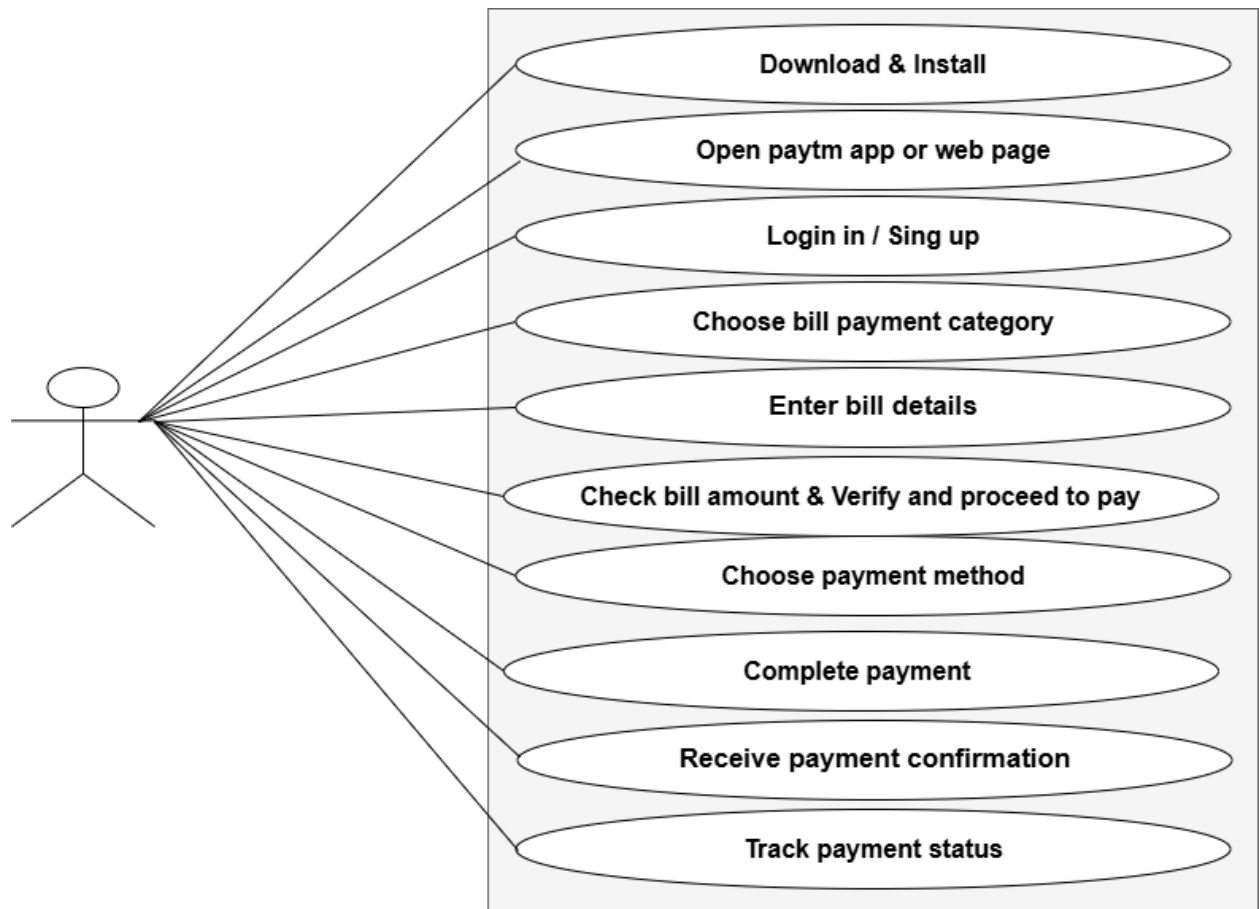 Download & Install
Open paytm app or web page
Login in / Sing up
Choose bill payment category
Enter bill details
Check bill amount & Verify and proceed to pay
Choose payment method
Complete payment
Receive payment confirmation
Track payment status